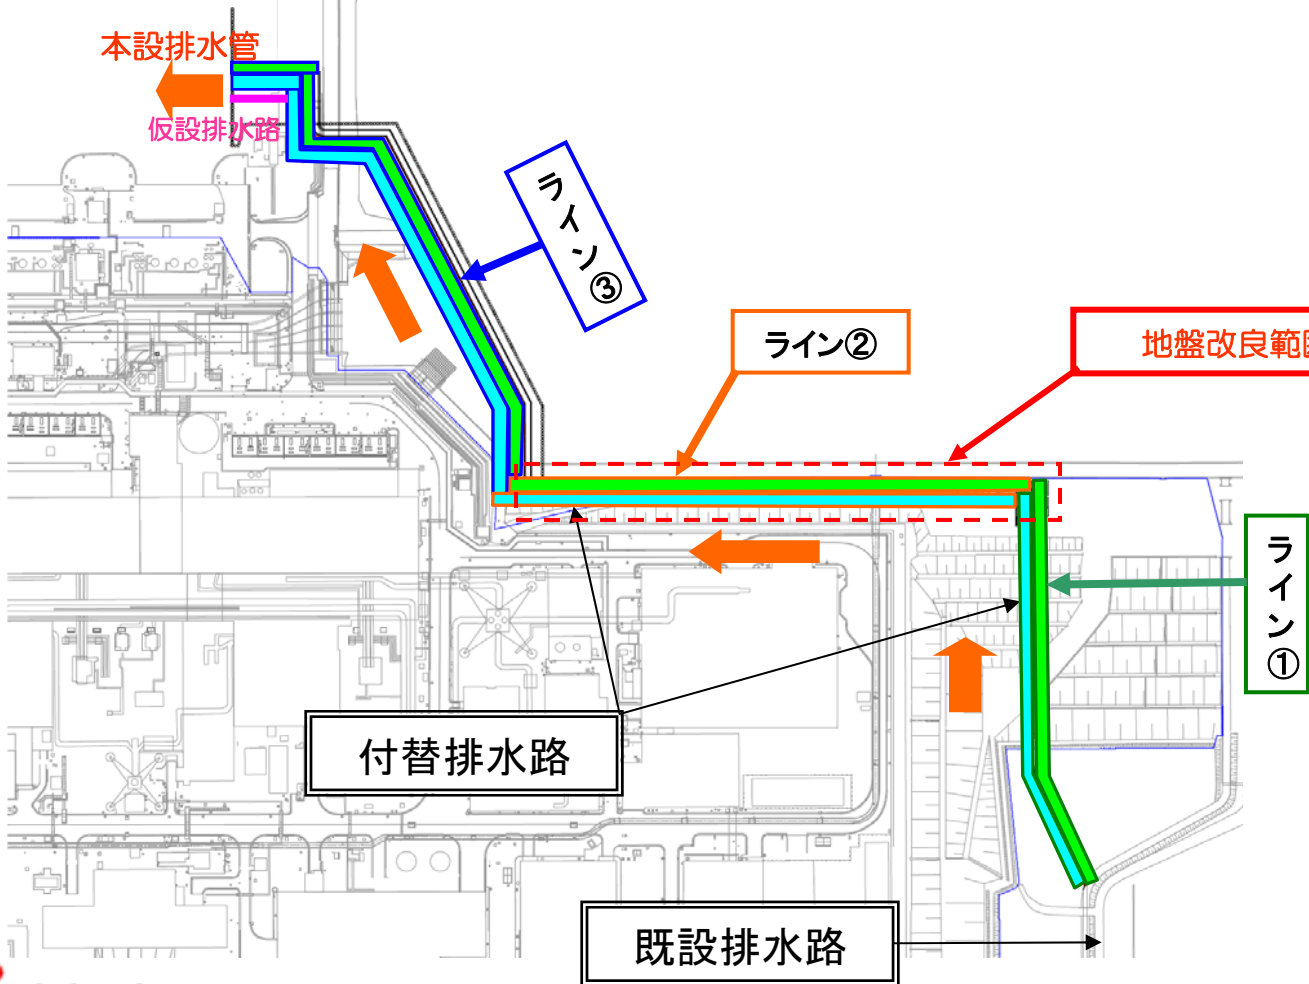 本設排水管
仮設排水路
ライン③
ライン②
地盤改良範囲
ライン①
付替排水路
既設排水路